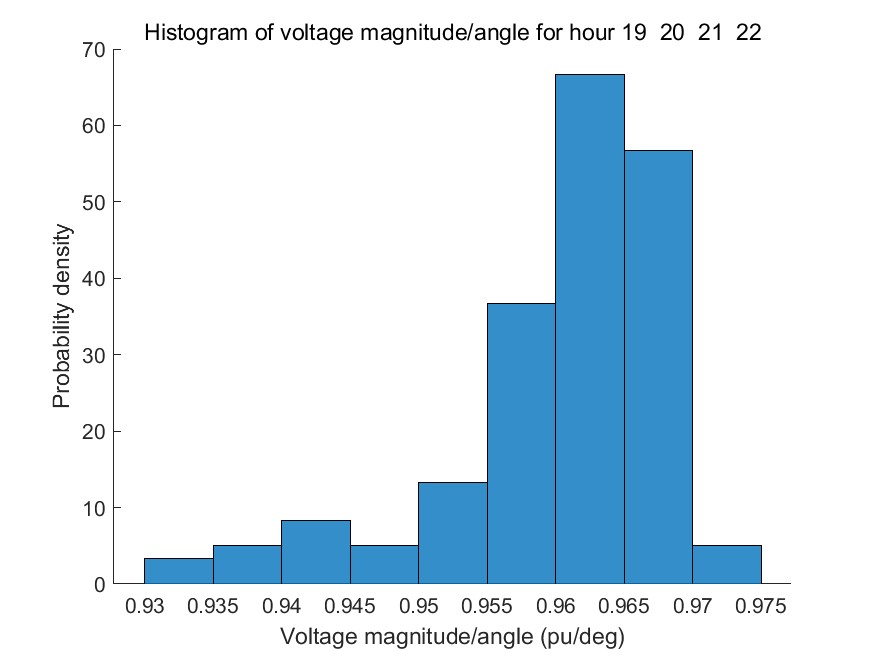 Histogram of voltage magnitude/angle for hour 19  20  21  22
70
60
50
40
30
20
10
0
Probability density
0.93 0.935 0.94 0.945 0.95 0.955 0.96 0.965 0.97 0.975
Voltage magnitude/angle (pu/deg)